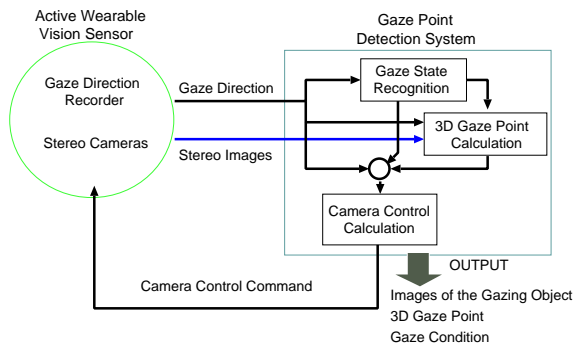 Active Wearable
Vision Sensor
Gaze Point
Detection System
Gaze Direction
Recorder
Gaze Direction
Gaze State
Recognition
Stereo Cameras
Stereo Images
3D Gaze Point
Calculation
Camera Control
Calculation
Camera Control Command
OUTPUT
Images of the Gazing Object
3D Gaze Point
Gaze Condition